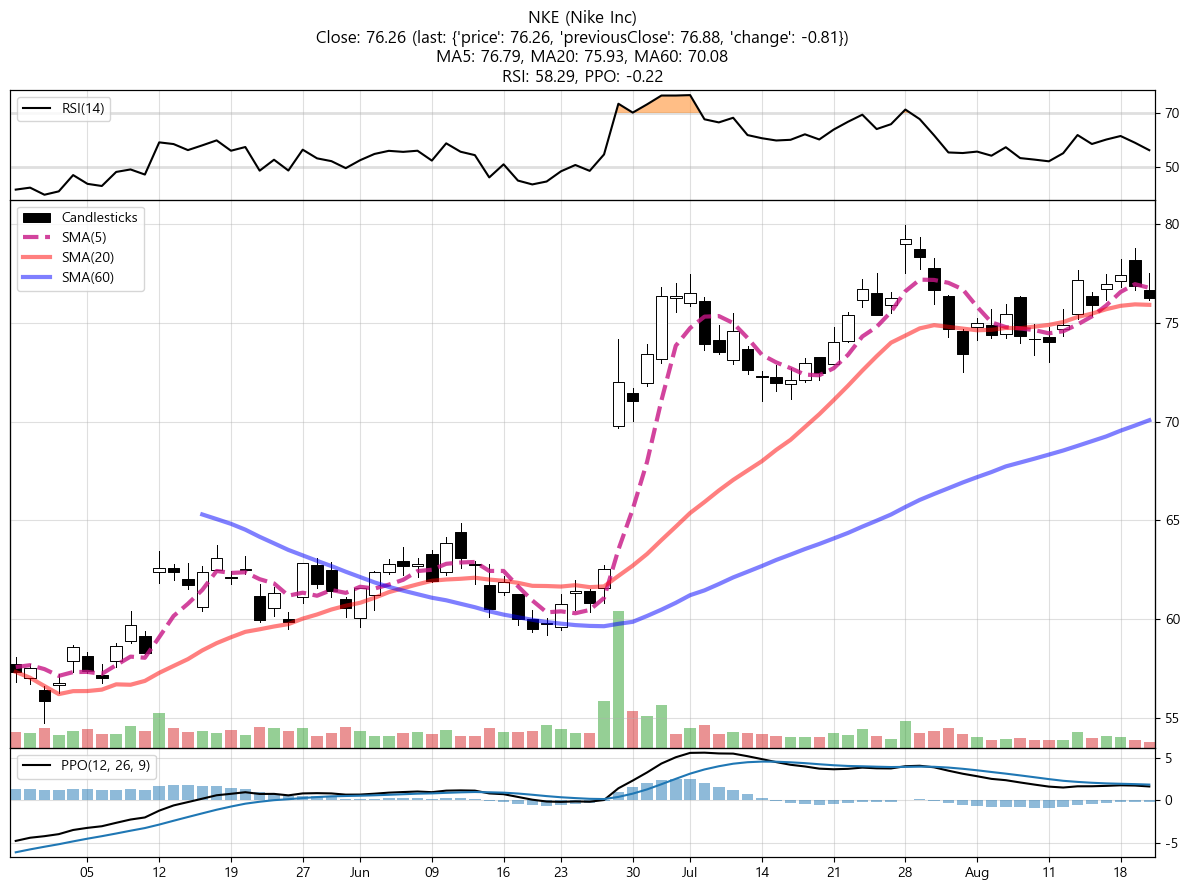 NKE (Nike Inc)
Close: 76.26 (last: {'price': 76.26, 'previousClose': 76.88, 'change': -0.81})
MA5: 76.79, MA20: 75.93, MA60: 70.08
RSI: 58.29, PPO: -0.22
RSI(14)
70
50
Candlesticks
SMA(5)
SMA(20)
SMA(60)
80
75
70
65
60
55
PPO(12, 26, 9)
5
0
-5
05 12 19 27 Jun 09 16 23 30 Jul 14 21 28 Aug 11 18